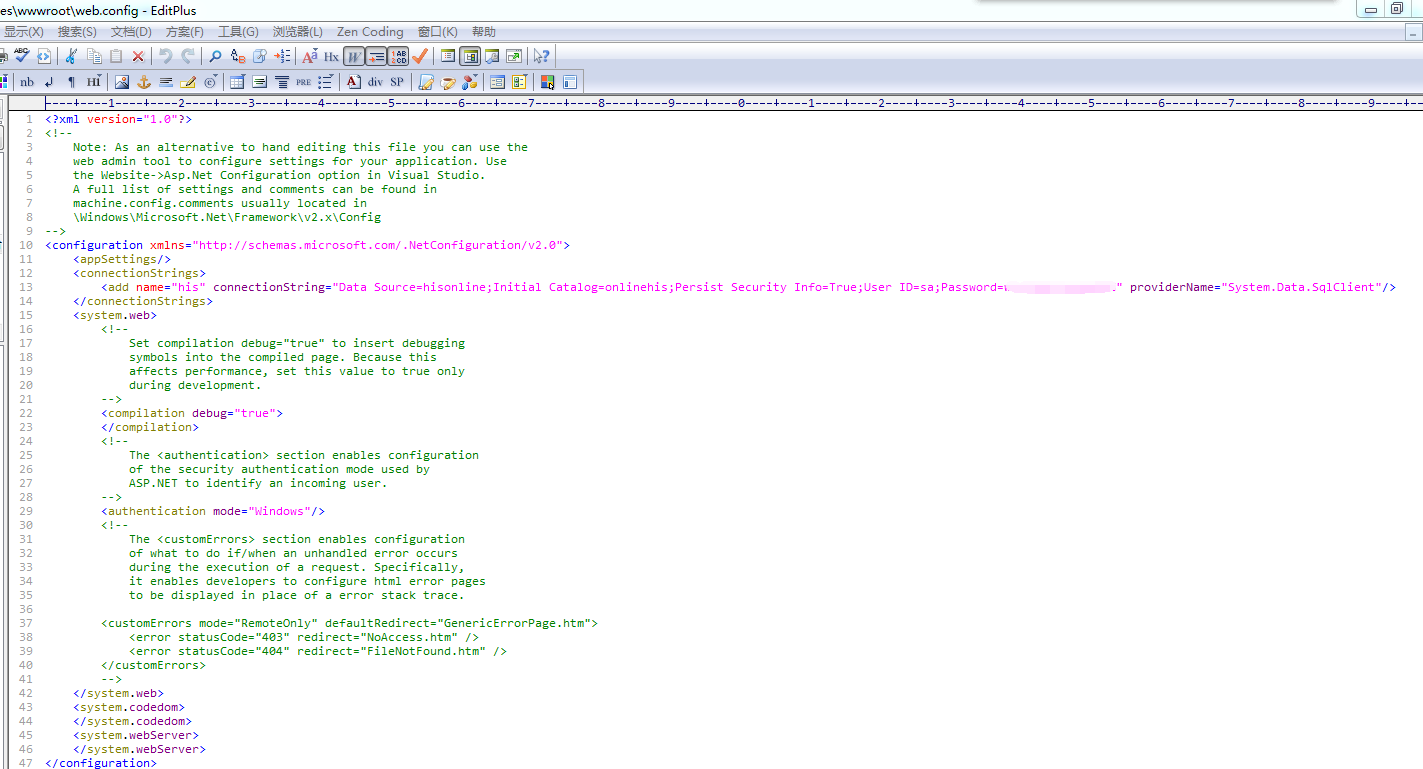 es\wwwroot\web.config - EditPlus
显示(X) 搜索(S) 文档(D) 方案(F) 工具(G) 浏览器(L) Zen Coding 窗口(K) 帮助
ABC Hx W 1AB 2CD
nb ¶ HI PRE A div SP
----+----1----+----2----+----3----+----4----+----5----+----6----+----7----+----8----+----9----+----0----+----1----+----2----+----3----+----4----+----5----+----6----+----7----+----8----+----9----+--
1 <?xml version="1.0"?>
2 <!--
3 Note: As an alternative to hand editing this file you can use the
4 web admin tool to configure settings for your application. Use
5 the Website->Asp.Net Configuration option in Visual Studio.
6 A full list of settings and comments can be found in
7 machine.config.comments usually located in
8 \Windows\Microsoft.Net\Framework\v2.x\Config
9 -->
10 <configuration xmlns="http://schemas.microsoft.com/.NetConfiguration/v2.0">
11 <appSettings/>
12 <connectionStrings>
13 <add name="his" connectionString="Data Source=hisonline;Initial Catalog=onlinehis;Persist Security Info=True;User ID=sa;Password= ." providerName="System.Data.SqlClient"/>
14 </connectionStrings>
15 <system.web>
16 <!--
17 Set compilation debug="true" to insert debugging
18 symbols into the compiled page. Because this
19 affects performance, set this value to true only
20 during development.
21 -->
22 <compilation debug="true">
23 </compilation>
24 <!--
25 The <authentication> section enables configuration
26 of the security authentication mode used by
27 ASP.NET to identify an incoming user.
28 -->
29 <authentication mode="Windows"/>
30 <!--
31 The <customErrors> section enables configuration
32 of what to do if/when an unhandled error occurs
33 during the execution of a request. Specifically,
34 it enables developers to configure html error pages
35 to be displayed in place of a error stack trace.
36
37 <customErrors mode="RemoteOnly" defaultRedirect="GenericErrorPage.htm">
38 <error statusCode="403" redirect="NoAccess.htm" />
39 <error statusCode="404" redirect="FileNotFound.htm" />
40 </customErrors>
41 -->
42 </system.web>
43 <system.codedom>
44 </system.codedom>
45 <system.webServer>
46 </system.webServer>
47 </configuration>